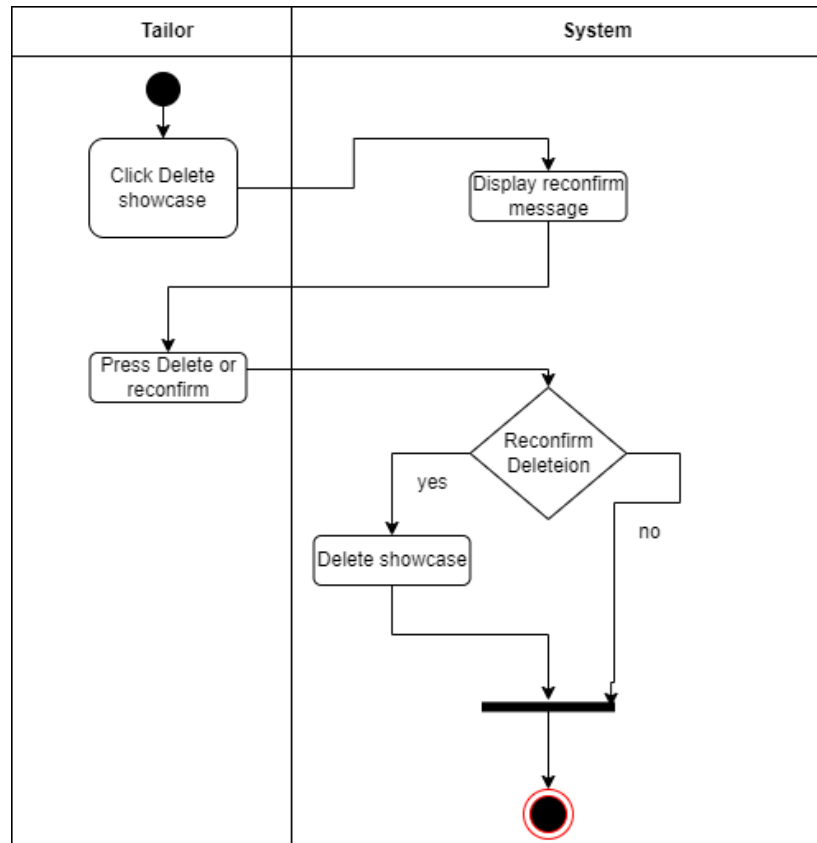 Tailor
System
Click Delete
showcase
Display reconfirm
message
Press Delete or
reconfirm
Reconfirm
Deleteion
yes
no
Delete showcase